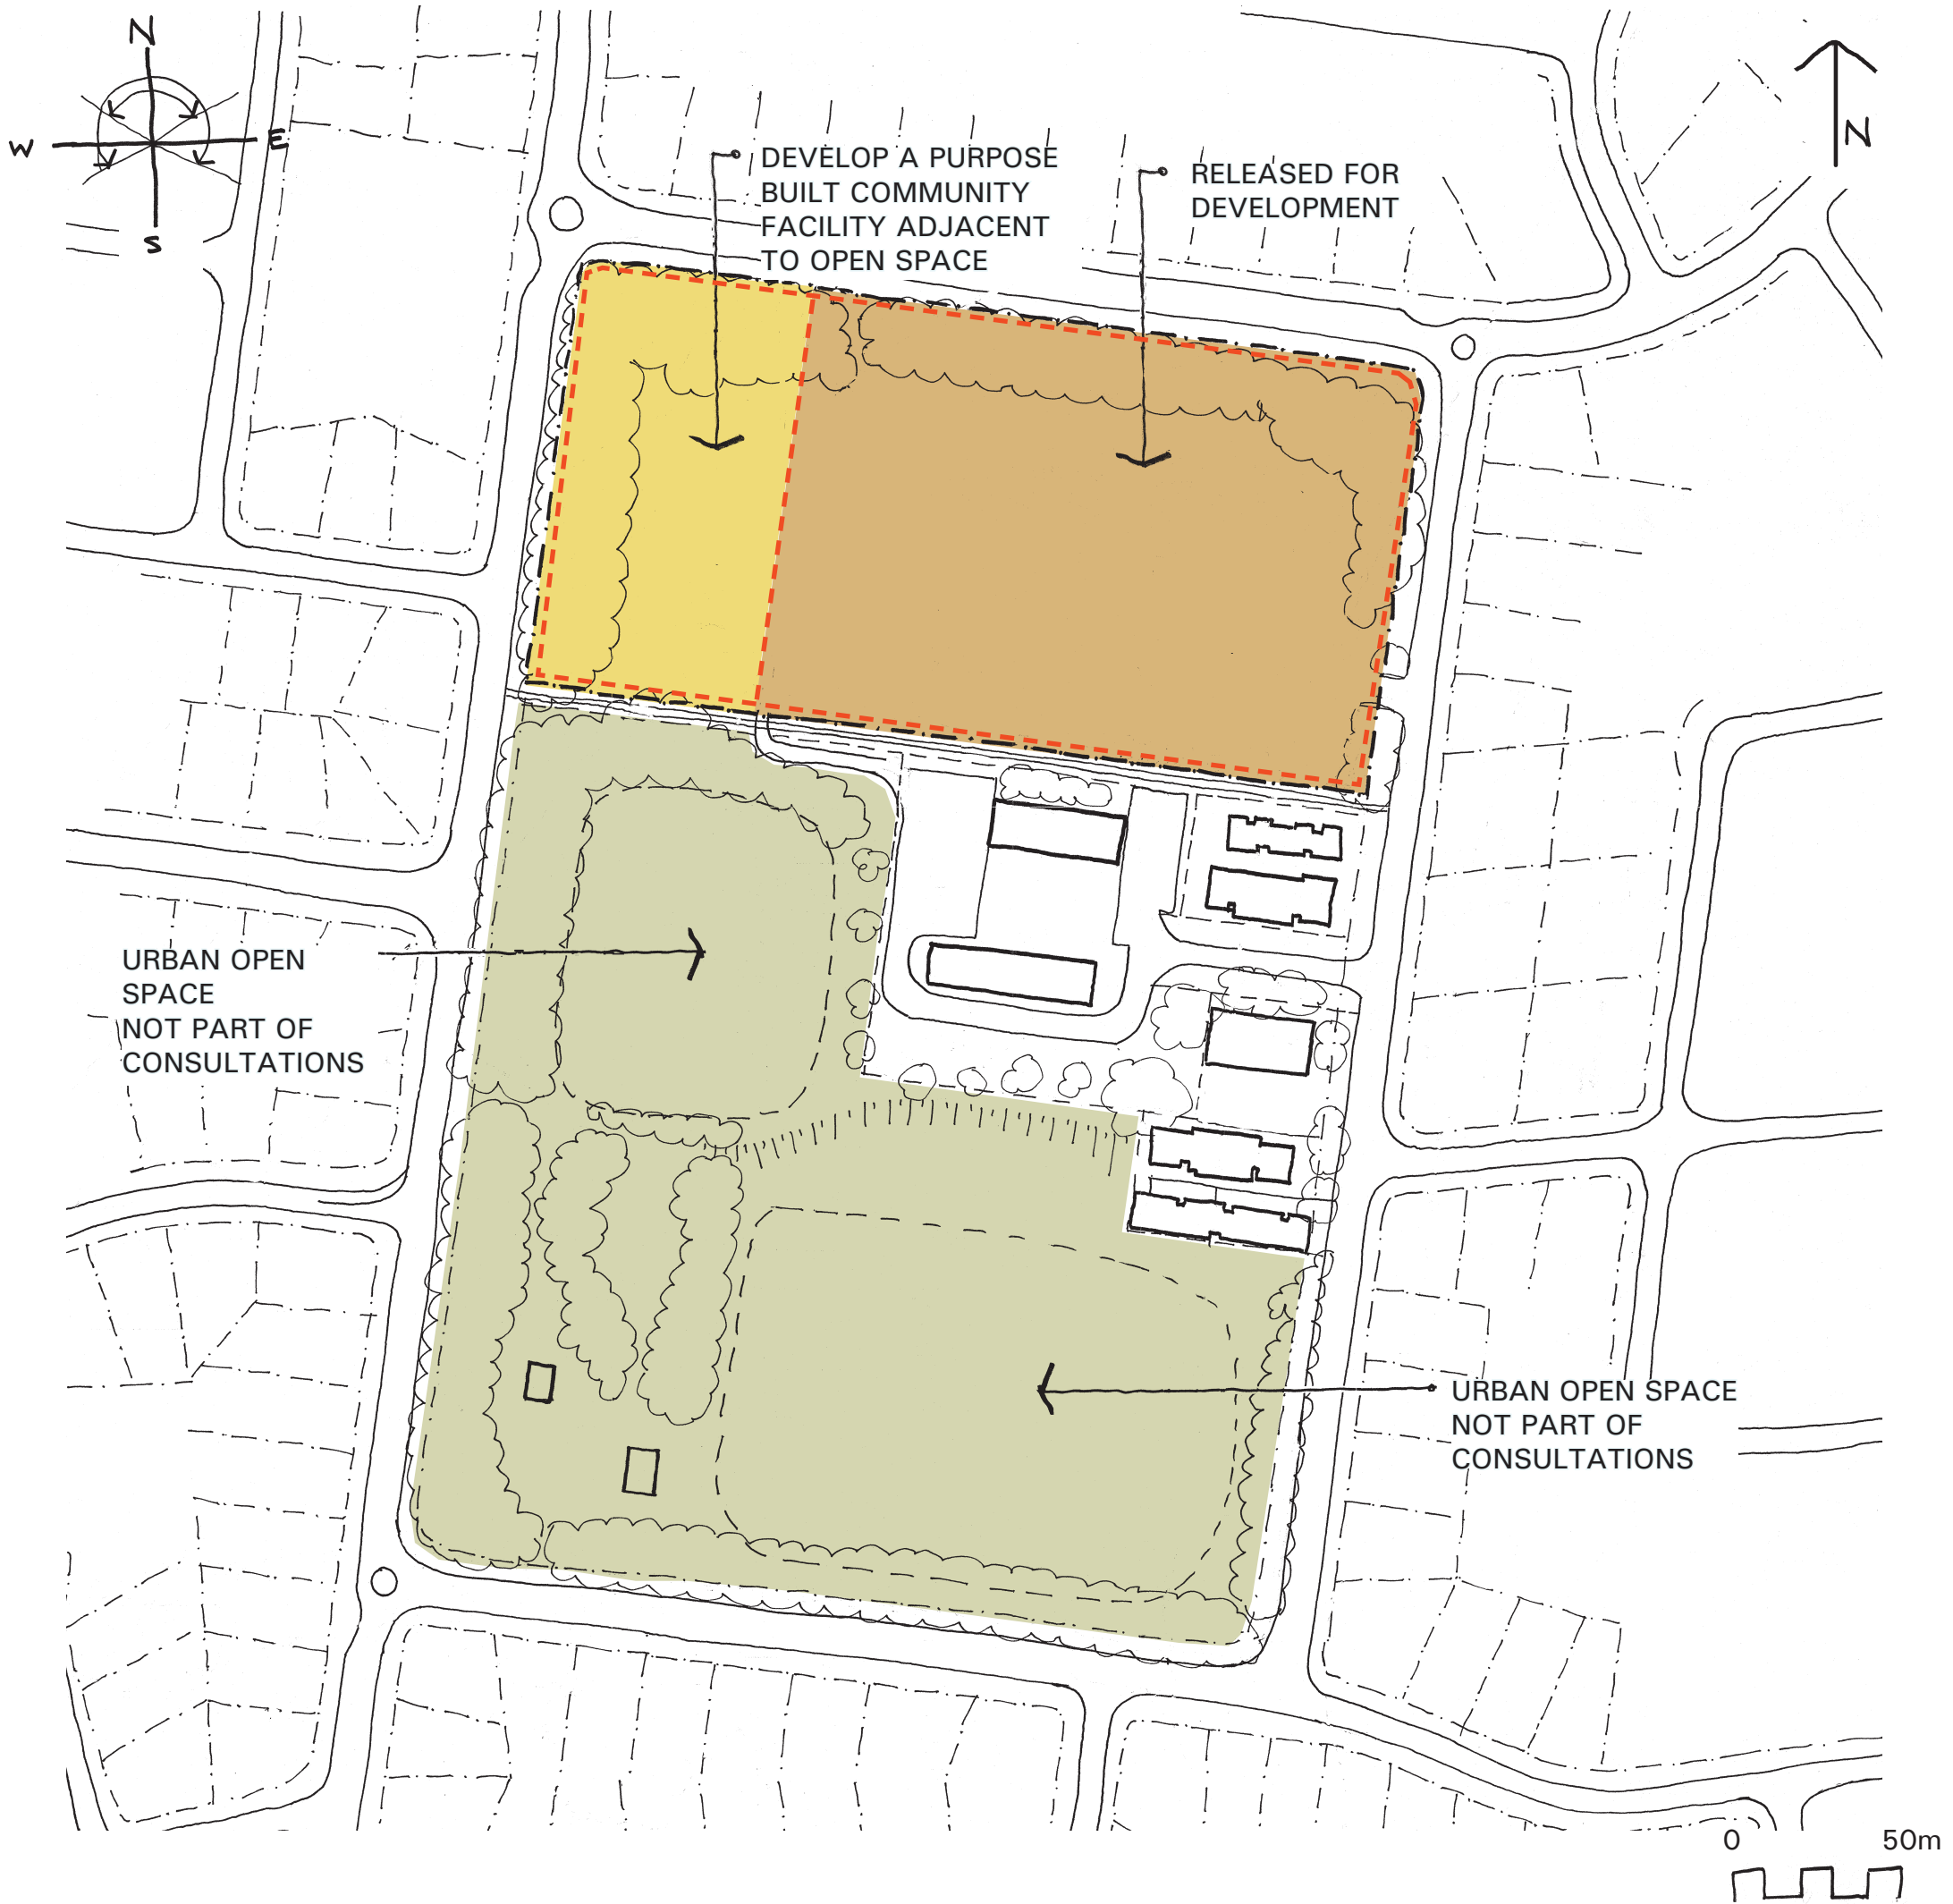 N
W
E
S
N
DEVELOP A PURPOSE
BUILT COMMUNITY
FACILITY ADJACENT
TO OPEN SPACE
RELEASED FOR
DEVELOPMENT
URBAN OPEN
SPACE
NOT PART OF
CONSULTATIONS
URBAN OPEN SPACE
NOT PART OF
CONSULTATIONS
0 50m